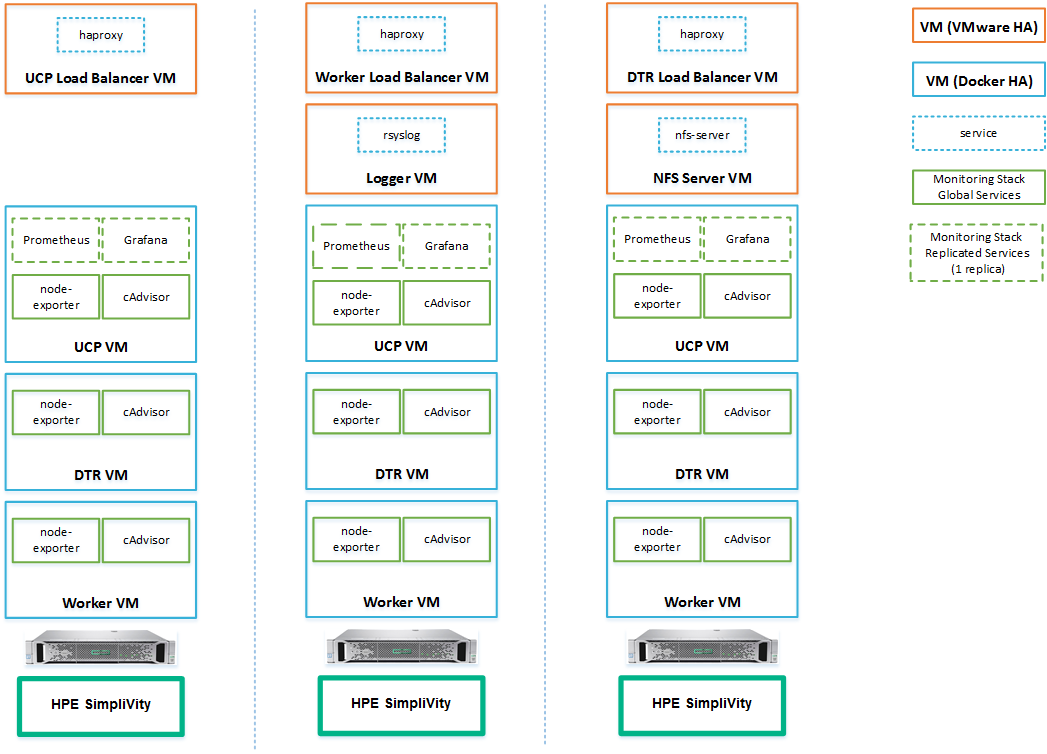 haproxy
UCP Load Balancer VM
haproxy
Worker Load Balancer VM
haproxy
DTR Load Balancer VM
VM (VMware HA)
VM (Docker HA)
service
Monitoring Stack
Global Services
Monitoring Stack
Replicated Services
(1 replica)
rsyslog
Logger VM
nfs-server
NFS Server VM
Prometheus
Grafana
node-
exporter
cAdvisor
UCP VM
Prometheus
Grafana
node-
exporter
cAdvisor
UCP VM
Prometheus
Grafana
node-
exporter
cAdvisor
UCP VM
node-
exporter
cAdvisor
DTR VM
node-
exporter
cAdvisor
DTR VM
node-
exporter
cAdvisor
DTR VM
node-
exporter
cAdvisor
Worker VM
node-
exporter
cAdvisor
Worker VM
node-
exporter
cAdvisor
Worker VM
HPE SimpliVity
HPE SimpliVity
HPE SimpliVity